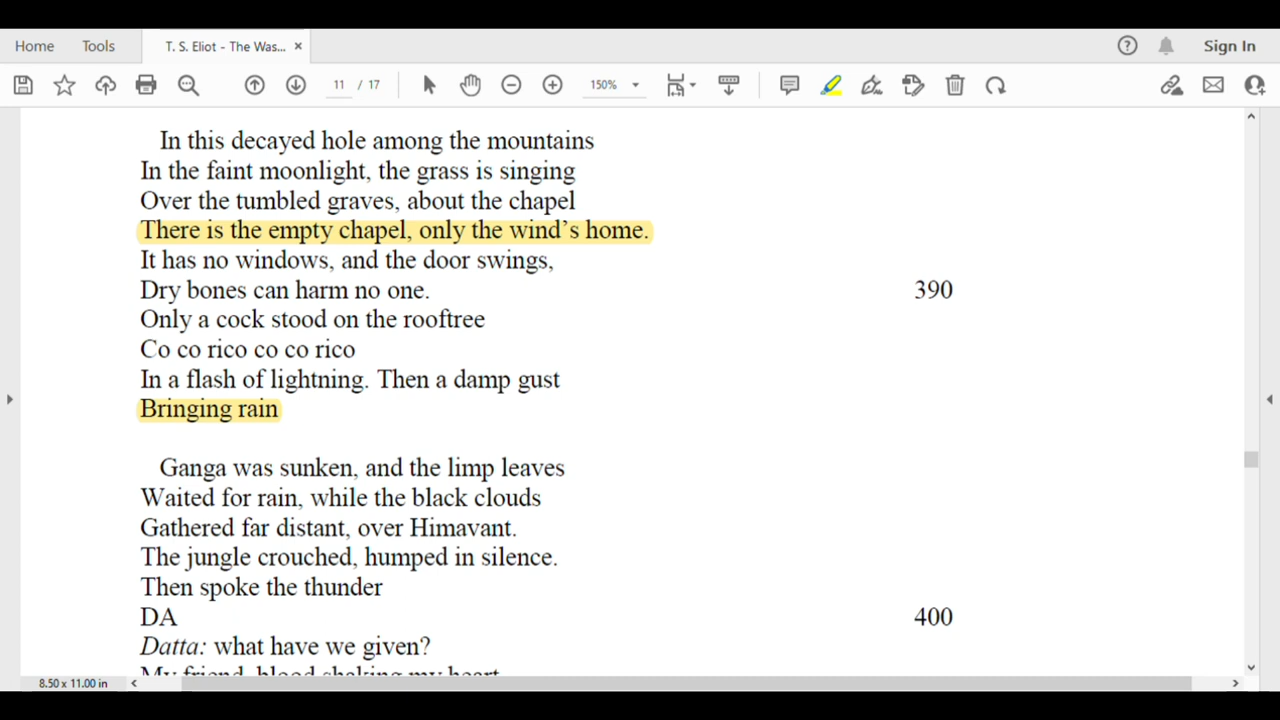 Home Tools T. S. Eliot - The Was... × ? Sign In
11 / 17 150%
In this decayed hole among the mountains
In the faint moonlight, the grass is singing
Over the tumbled graves, about the chapel
There is the empty chapel, only the wind’s home.
It has no windows, and the door swings,
Dry bones can harm no one. 390
Only a cock stood on the rooftree
Co co rico co co rico
In a flash of lightning. Then a damp gust
Bringing rain
Ganga was sunken, and the limp leaves
Waited for rain, while the black clouds
Gathered far distant, over Himavant.
The jungle crouched, humped in silence.
Then spoke the thunder
DA 400
Datta: what have we given?
My friend, blood shaking my heart
8.50 x 11.00 in